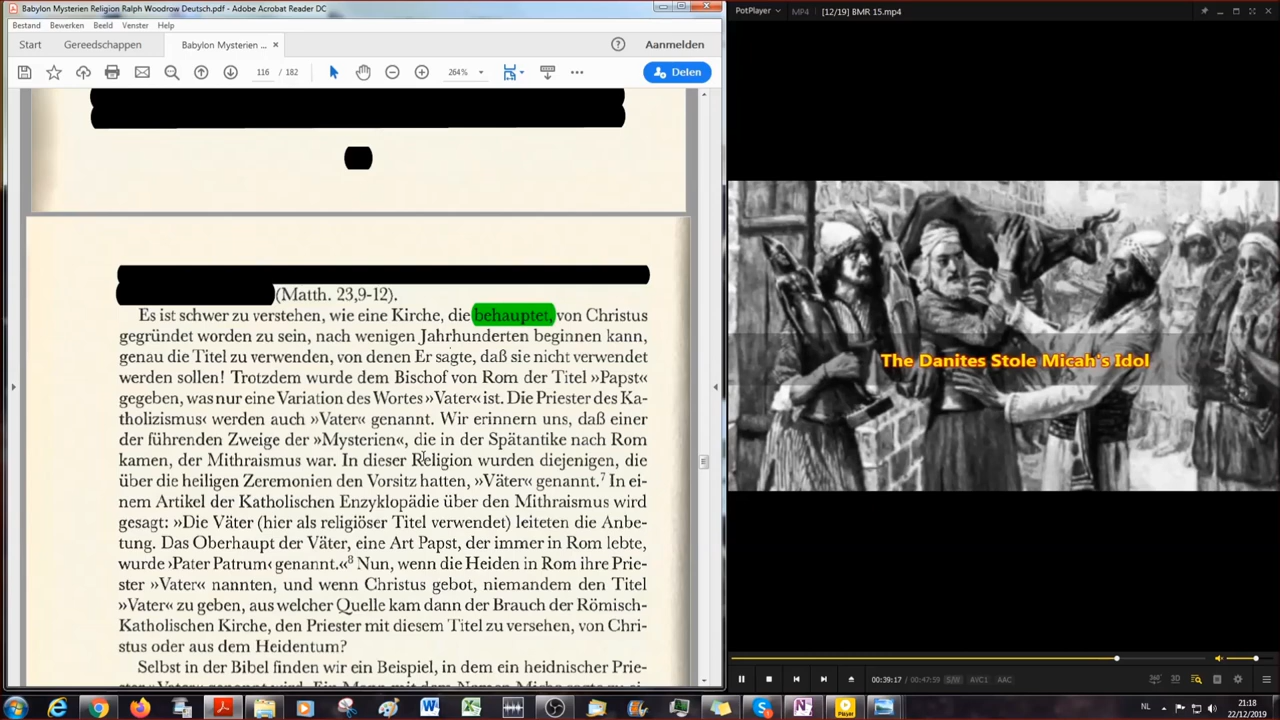 Babylon Mysterien Religion Ralph Woodrow Deutsch.pdf - Adobe Acrobat Reader DC
Bestand Bewerken Beeld Venster Help
Start Gereedschappen Babylon Mysterien ... × ? Aanmelden
116 / 182 264% Delen
(Matth. 23,9-12).
Es ist schwer zu verstehen, wie eine Kirche, die behauptet, von Christus
gegründet worden zu sein, nach wenigen Jahrhunderten beginnen kann,
genau die Titel zu verwenden, von denen Er sagte, daß sie nicht verwendet
werden sollen! Trotzdem wurde dem Bischof von Rom der Titel »Papst«
gegeben, was nur eine Variation des Wortes »Vater« ist. Die Priester des Ka-
tholizismus werden auch »Vater« genannt. Wir erinnern uns, daß einer
der führenden Zweige der »Mysterien«, die in der Spätantike nach Rom
kamen, der Mithraismus war. In dieser Religion wurden diejenigen, die
über die heiligen Zeremonien den Vorsitz hatten, »Väter« genannt.⁷ In ei-
nem Artikel der Katholischen Enzyklopädie über den Mithraismus wird
gesagt: »Die Väter (hier als religiöser Titel verwendet) leiteten die Anbe-
tung. Das Oberhaupt der Väter, eine Art Papst, der immer in Rom lebte,
wurde ›Pater Patrum‹ genannt.«⁸ Nun, wenn die Heiden in Rom ihre Prie-
ster »Vater« nannten, und wenn Christus gebot, niemandem den Titel
»Vater« zu geben, aus welcher Quelle kam dann der Brauch der Römisch-
Katholischen Kirche, den Priester mit diesem Titel zu versehen, von Chri-
stus oder aus dem Heidentum?
Selbst in der Bibel finden wir ein Beispiel, in dem ein heidnischer Prie-
PotPlayer MP4 [12/19] BMR 15.mp4
The Danites Stole Micah's Idol
00:39:17 / 00:47:59 S/W AVC1 AAC
360° 3D
NL 21:18
22/12/2019